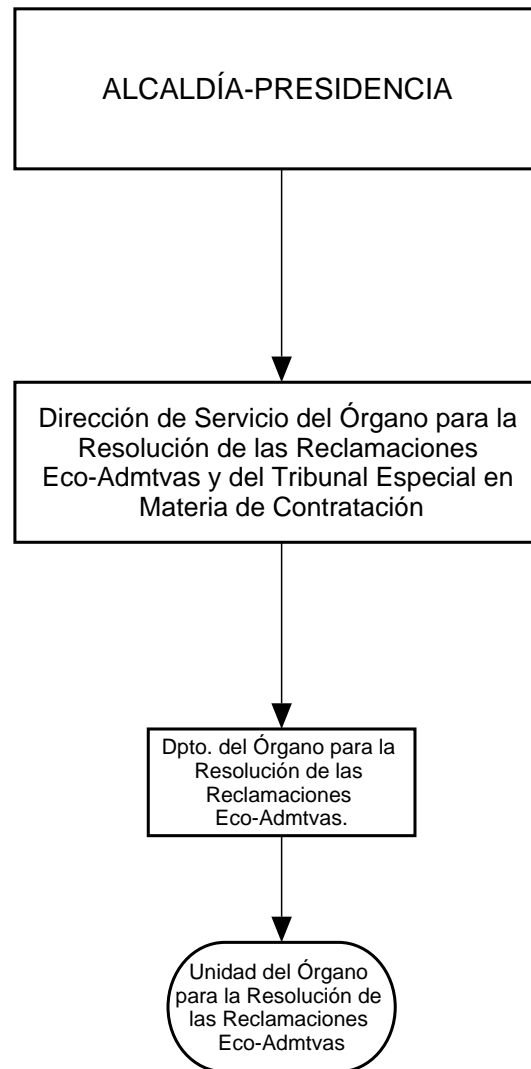 ALCALDÍA-PRESIDENCIA
Dirección de Servicio del Órgano para la
Resolución de las Reclamaciones
Eco-Admtvas y del Tribunal Especial en
Materia de Contratación
Dpto. del Órgano para la
Resolución de las
Reclamaciones
Eco-Admtvas.
Unidad del Órgano
para la Resolución de
las Reclamaciones
Eco-Admtvas